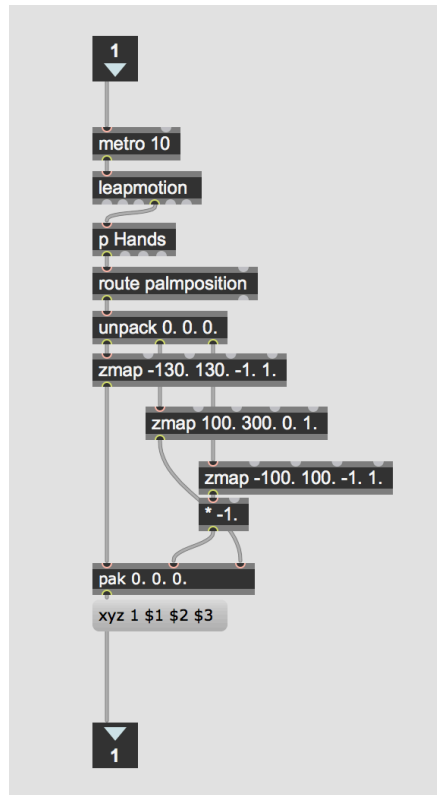 1
metro 10
leapmotion
p Hands
route palmposition
unpack 0. 0. 0.
zmap -130. 130. -1. 1.
zmap 100. 300. 0. 1.
zmap -100. 100. -1. 1.
* -1.
pak 0. 0. 0.
xyz 1 $1 $2 $3
1